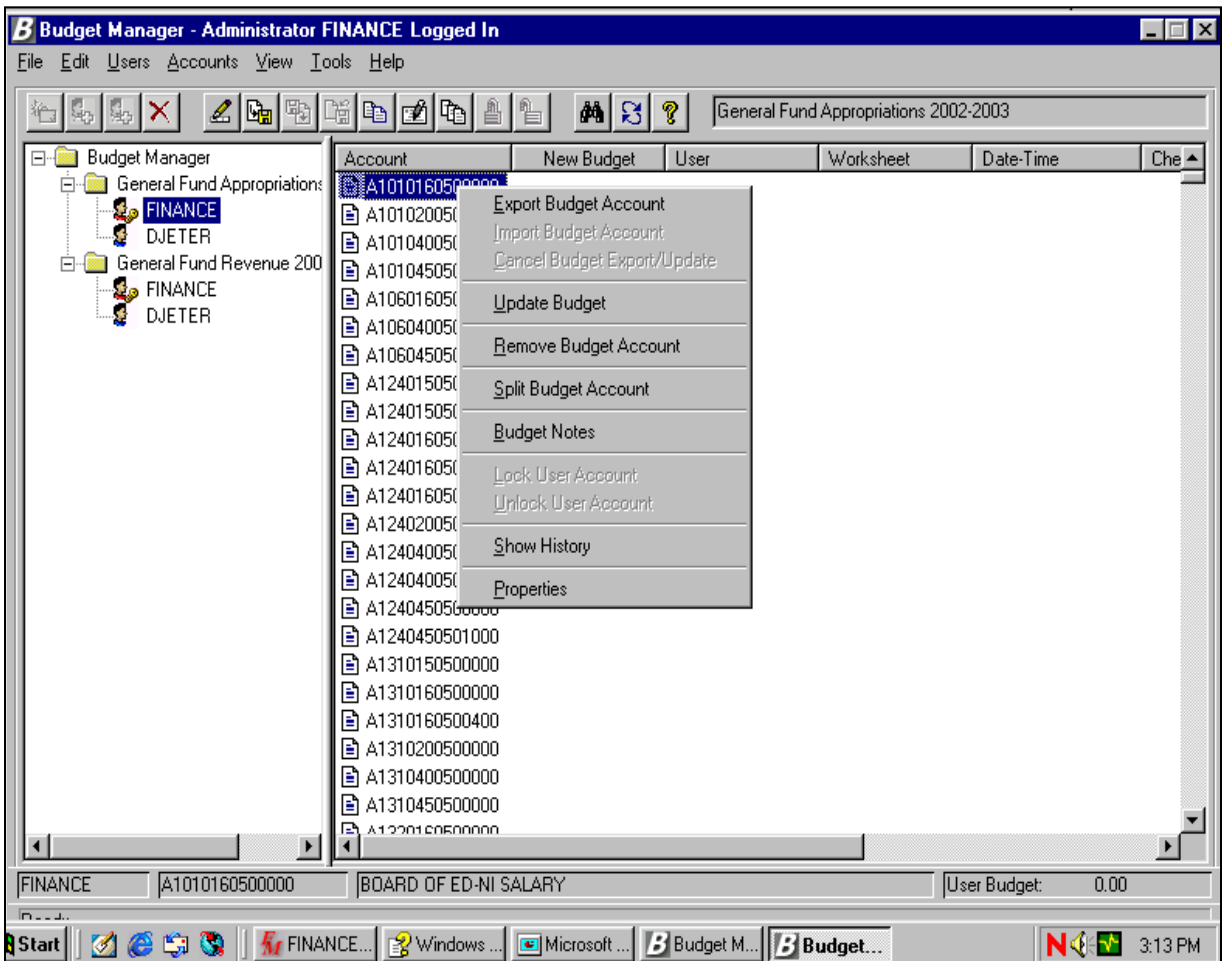 B Budget Manager - Administrator FINANCE Logged In
File Edit Users Accounts View Tools Help
General Fund Appropriations 2002-2003
Budget Manager
General Fund Appropriations
FINANCE
DJETER
General Fund Revenue 200
FINANCE
DJETER
Account New Budget User Worksheet Date-Time Che
A1010160500000
A101020050
A101040050
A101045050
A106016050
A106040050
A106045050
A124015050
A124015050
A124016050
A124016050
A124016050
A124020050
A124040050
A124040050
A1240450500000
A1240450501000
A1310150500000
A1310160500000
A1310160500400
A1310200500000
A1310400500000
A1310450500000
A1320160500000
Export Budget Account
Import Budget Account
Cancel Budget Export/Update
Update Budget
Remove Budget Account
Split Budget Account
Budget Notes
Lock User Account
Unlock User Account
Show History
Properties
FINANCE A1010160500000 BOARD OF ED-NI SALARY User Budget: 0.00
Ready
Start FINANCE... Windows ... Microsoft ... B Budget M... B Budget... N 3:13 PM